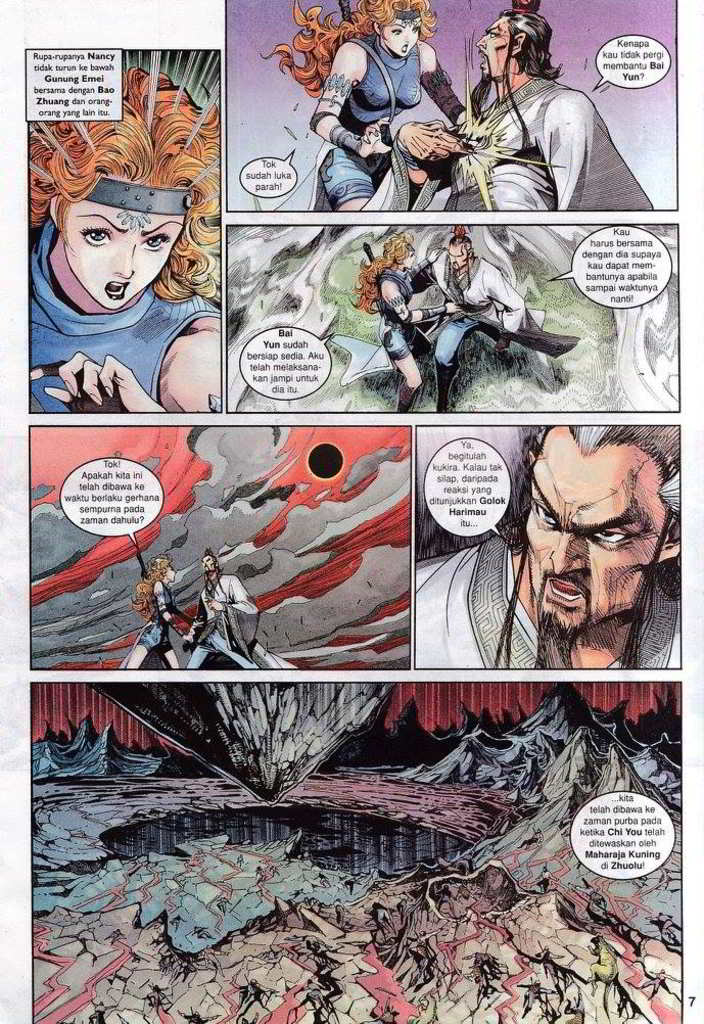 Rupa-rupanya Nancy
tidak turun ke bawah
Gunung Emei
bersama dengan Bao
Zhuang dan orang-
orang yang lain itu.
Kenapa
kau tidak pergi
membantu Bai
Yun?
Tok
sudah luka
parah!
Kau
harus bersama
dengan dia supaya
kau dapat mem-
bantunya apabila
waktunya
nanti!
Bai
Yun sudah
bersiap sedia. Aku
telah melaksana-
kan jampi untuk
dia itu.
Tok!
Apakah kita ini
telah dibawa ke
waktu berlaku gerhana
sempurna pada
zaman dahulu?
Ya,
begitulah
kukira. Kalau tak
silap, daripada
reaksi yang
ditunjukkan Golok
Harimau
itu...
...kita
telah dibawa ke
zaman purba pada
ketika Chi You telah
ditewaskan oleh
Maharaja Kuning
di Zhuolu!
7